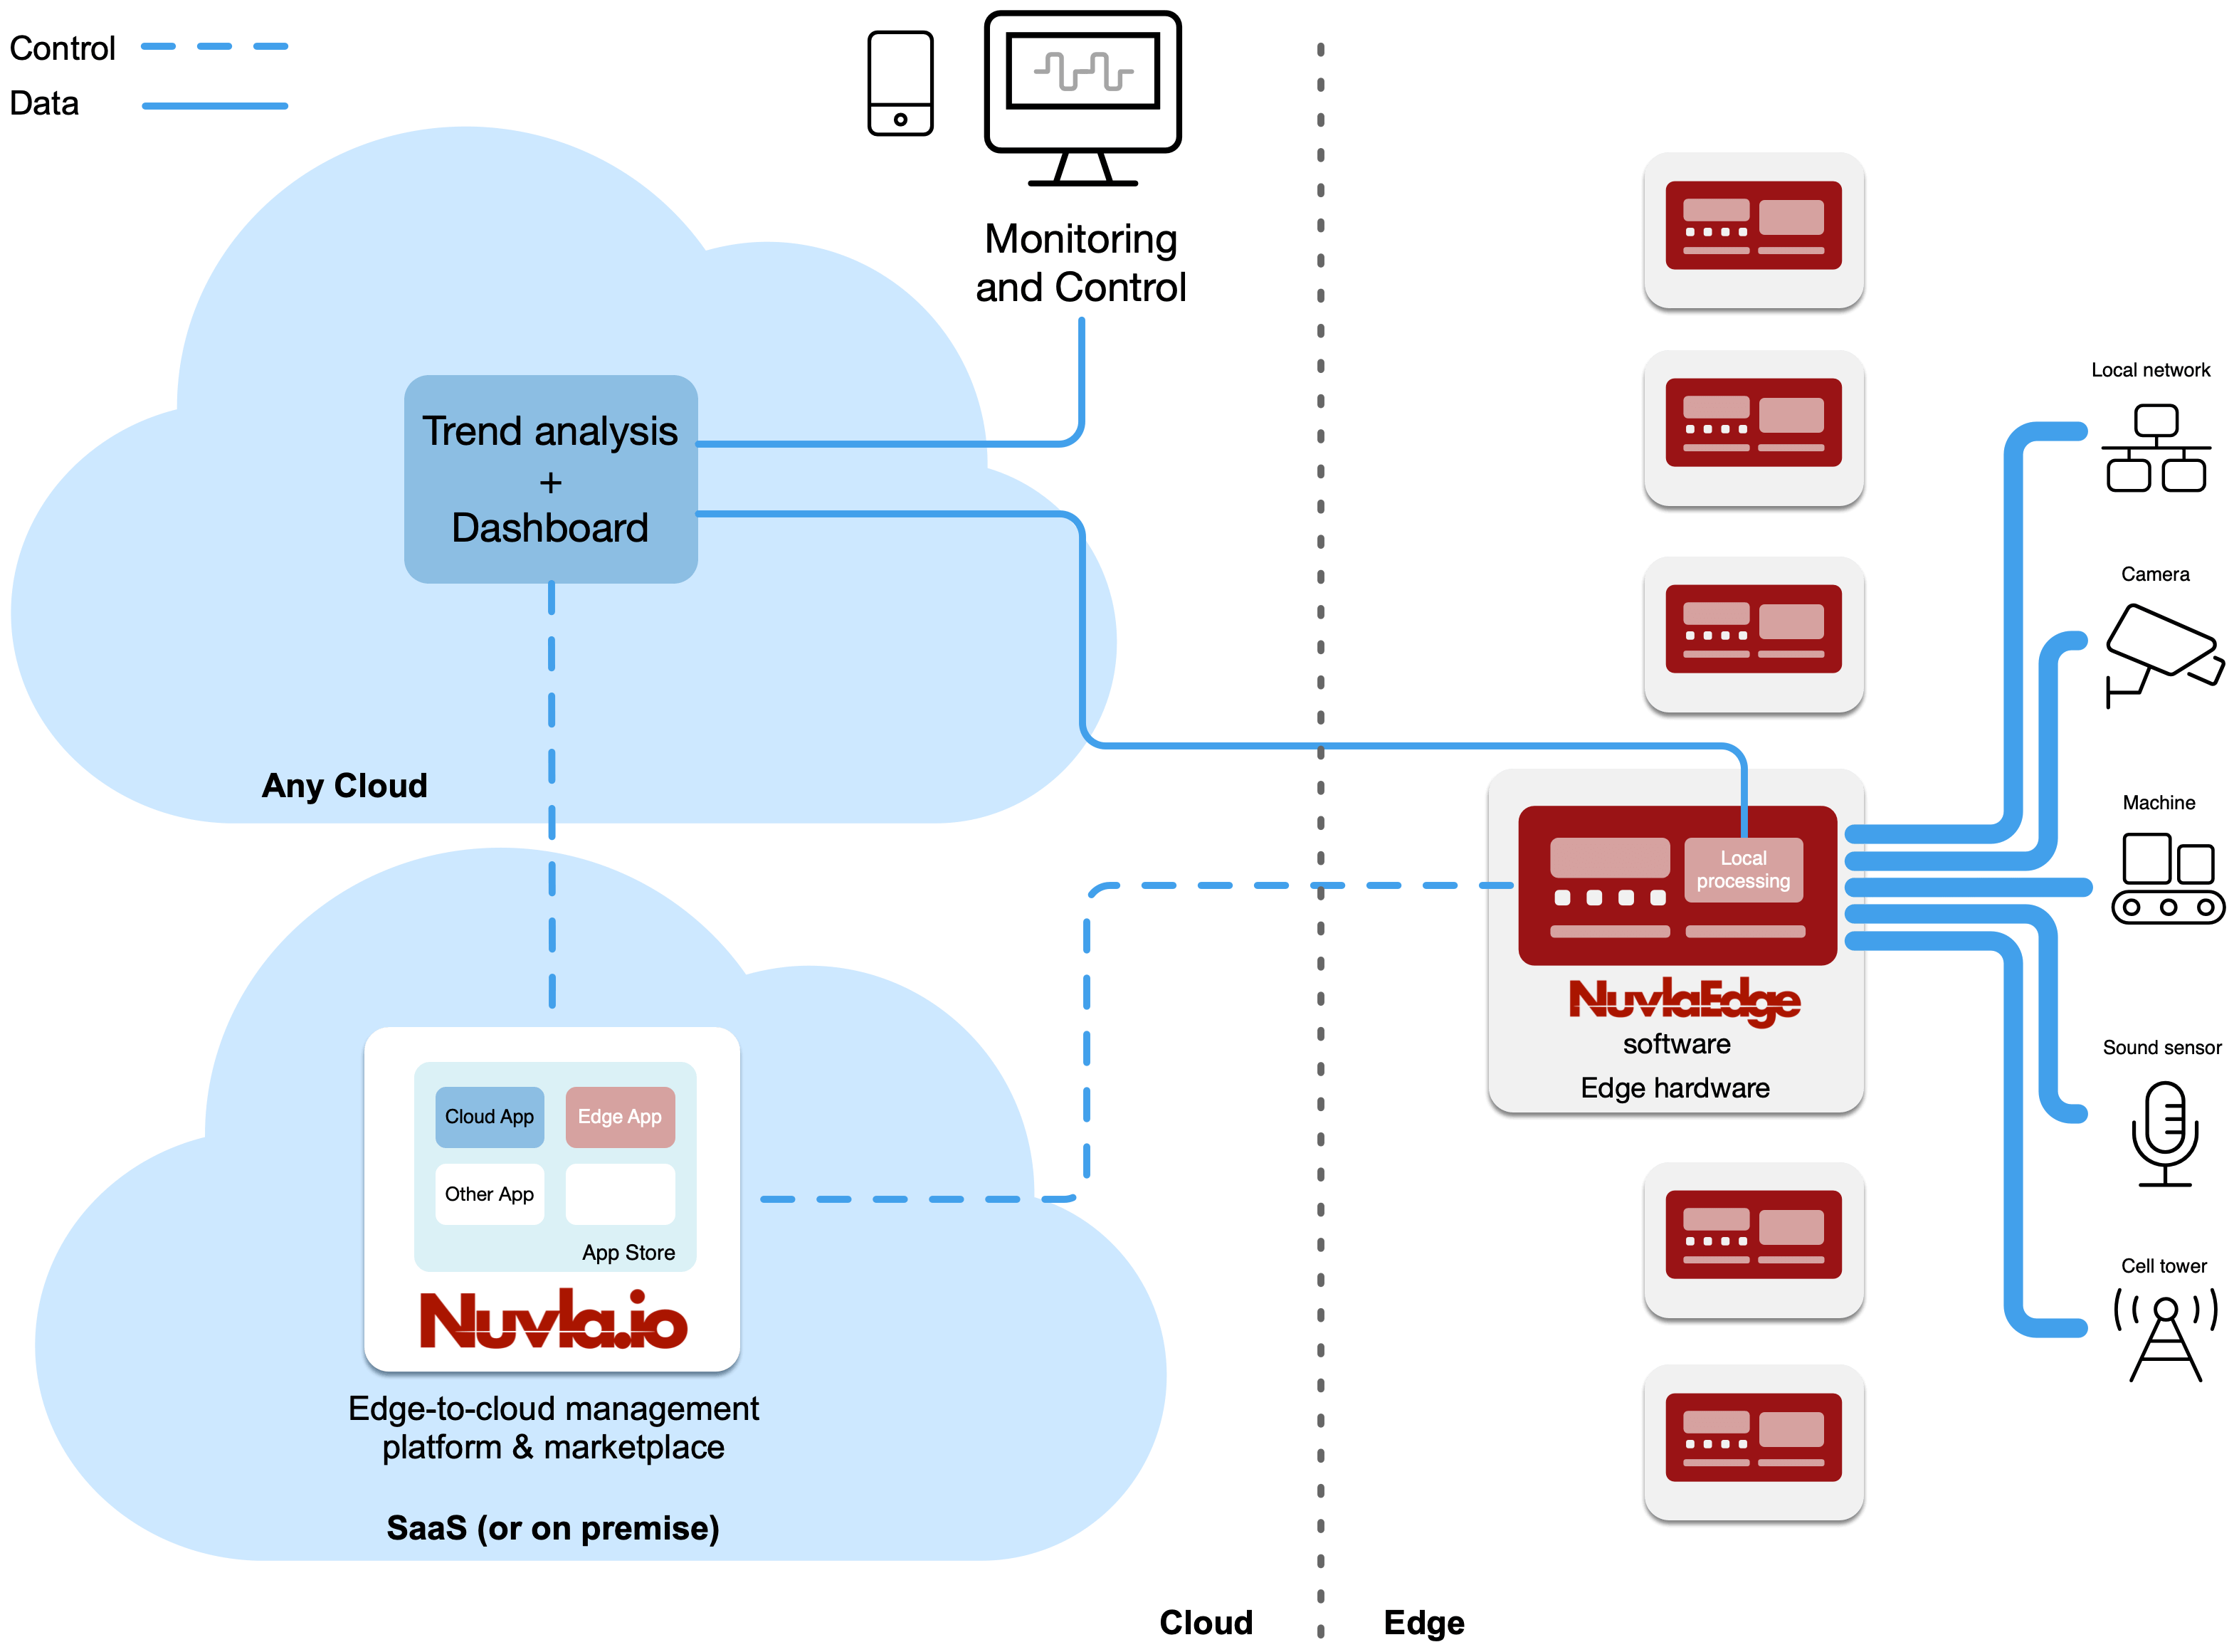 Control
Data
Monitoring
and Control
Trend analysis
+
Dashboard
Any Cloud
Cloud App
Edge App
Other App
App Store
Nuvla.io
Edge-to-cloud management
platform & marketplace
SaaS (or on premise)
Cloud
Edge
Local
processing
NuvlaEdge
software
Edge hardware
Local network
Camera
Machine
Sound sensor
Cell tower